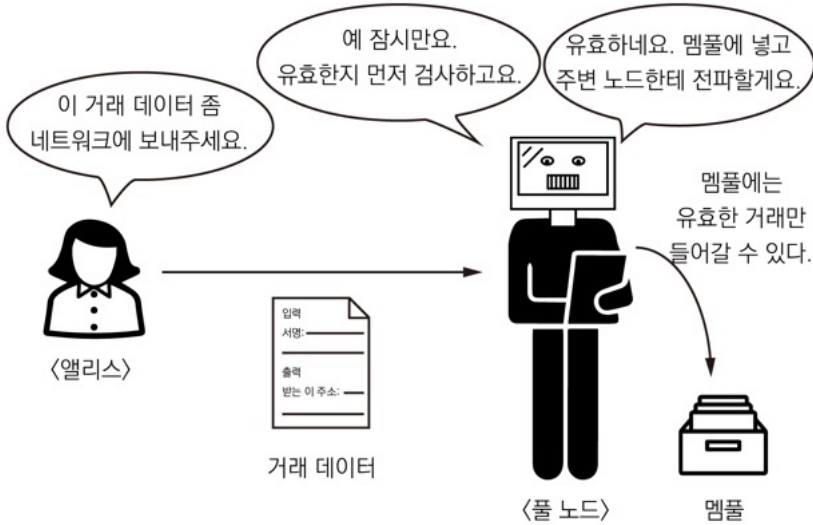 이 거래 데이터 좀
네트워크에 보내주세요.
예 잠시만요.
유효한지 먼저 검사하고요.
유효하네요. 멤풀에 넣고
주변 노드한테 전파할게요.
멤풀에는
유효한 거래만
들어갈 수 있다.
입력
서명:
출력
받는 이 주소:
〈앨리스〉
거래 데이터
〈풀 노드〉
멤풀